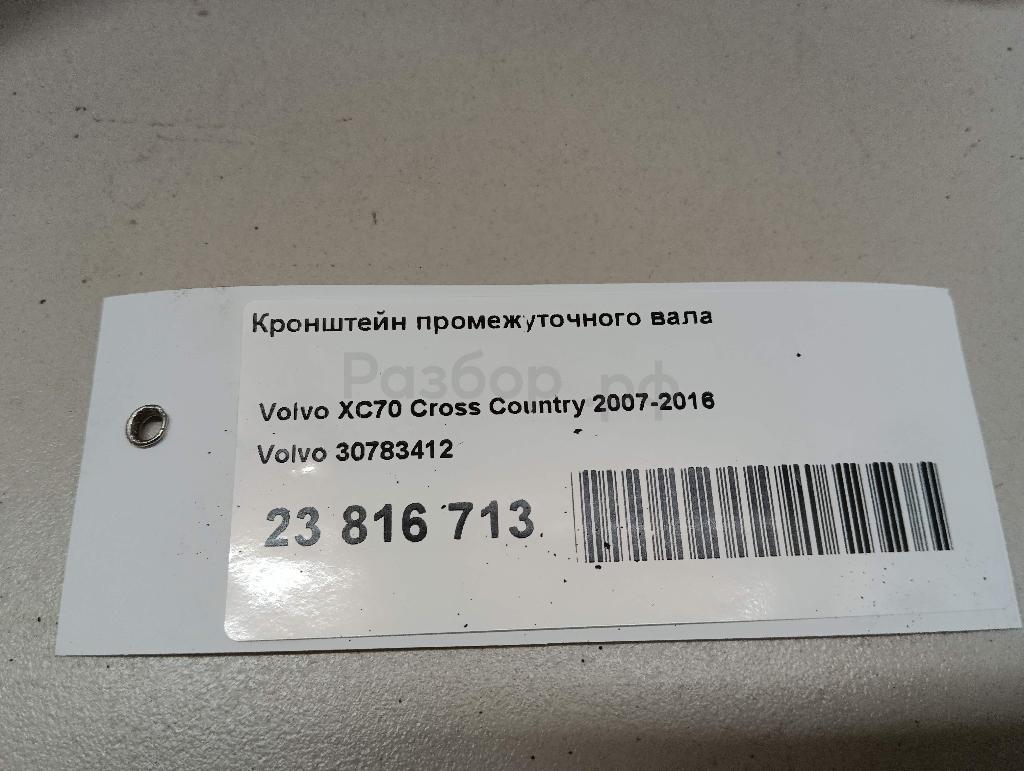 Кронштейн промежуточного вала
Разбор.рф
Volvo XC70 Cross Country 2007-2016
Volvo 30783412
23 816 713